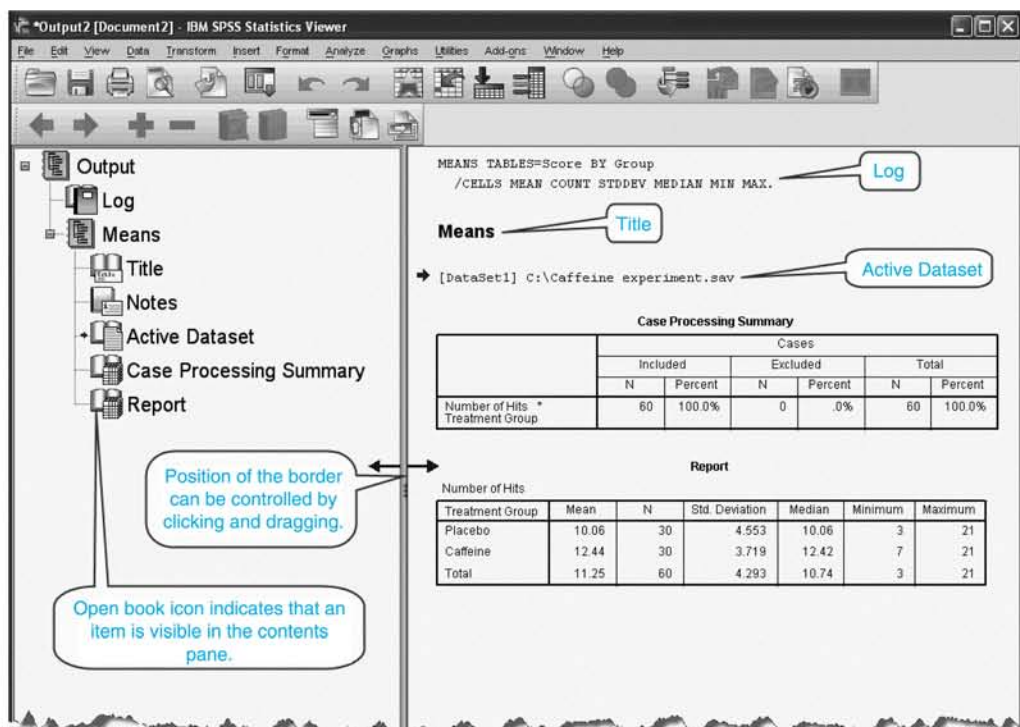 *Output2 [Document2] - IBM SPSS Statistics Viewer
File Edit View Data Transform Insert Format Analyze Graphs Utilities Add-ons Window Help
Output
Log
Means
Title
Notes
Active Dataset
Case Processing Summary
Report
Position of the border
can be controlled by
clicking and dragging.
Open book icon indicates that an
item is visible in the contents
pane.
MEANS TABLES=Score BY Group
/CELLS MEAN COUNT STDDEV MEDIAN MIN MAX.
Log
Means
Title
[DataSet1] C:\Caffeine experiment.sav
Active Dataset
Case Processing Summary
Cases
Included Excluded Total
N Percent N Percent N Percent
Number of Hits * 60 100.0% 0 .0% 60 100.0%
Treatment Group
Report
Number of Hits
Treatment Group Mean N Std. Deviation Median Minimum Maximum
Placebo 10.06 30 4.553 10.06 3 21
Caffeine 12.44 30 3.719 12.42 7 21
Total 11.25 60 4.293 10.74 3 21